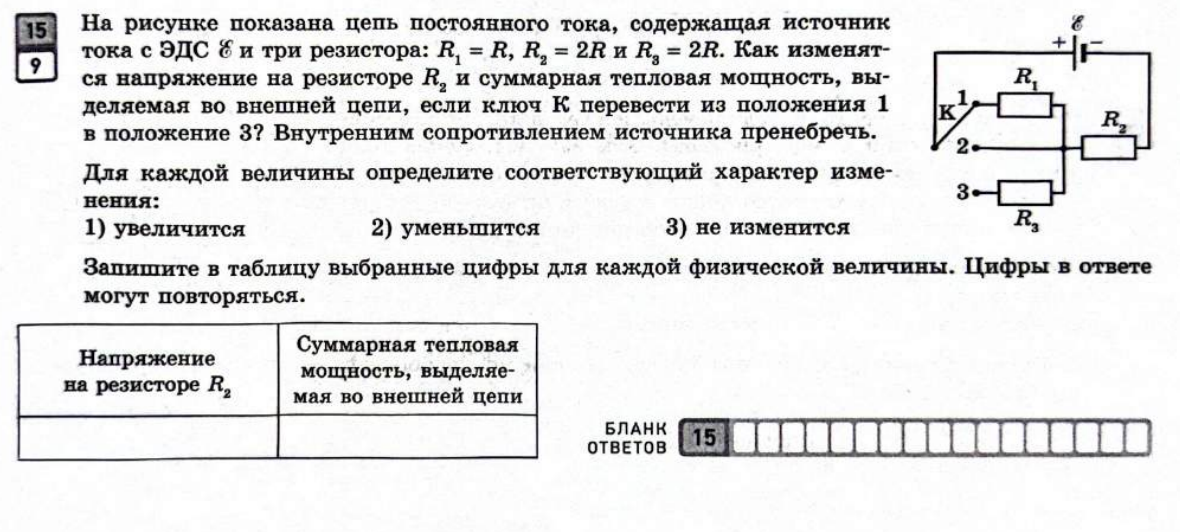 15
9
На рисунке показана цепь постоянного тока, содержащая источник
тока с ЭДС ℰ и три резистора: R₁ = R, R₂ = 2R и R₃ = 2R. Как изменят-
ся напряжение на резисторе R₂ и суммарная тепловая мощность, вы-
деляемая во внешней цепи, если ключ К перевести из положения 1
в положение 3? Внутренним сопротивлением источника пренебречь.
ℰ
+ −
R₁
К 1
R₂
2
3
R₃
Для каждой величины определите соответствующий характер изме-
нения:
1) увеличится 2) уменьшится 3) не изменится
Запишите в таблицу выбранные цифры для каждой физической величины. Цифры в ответе
могут повторяться.
Напряжение
на резисторе R₂
Суммарная тепловая
мощность, выделяе-
мая во внешней цепи
БЛАНК
ОТВЕТОВ
15